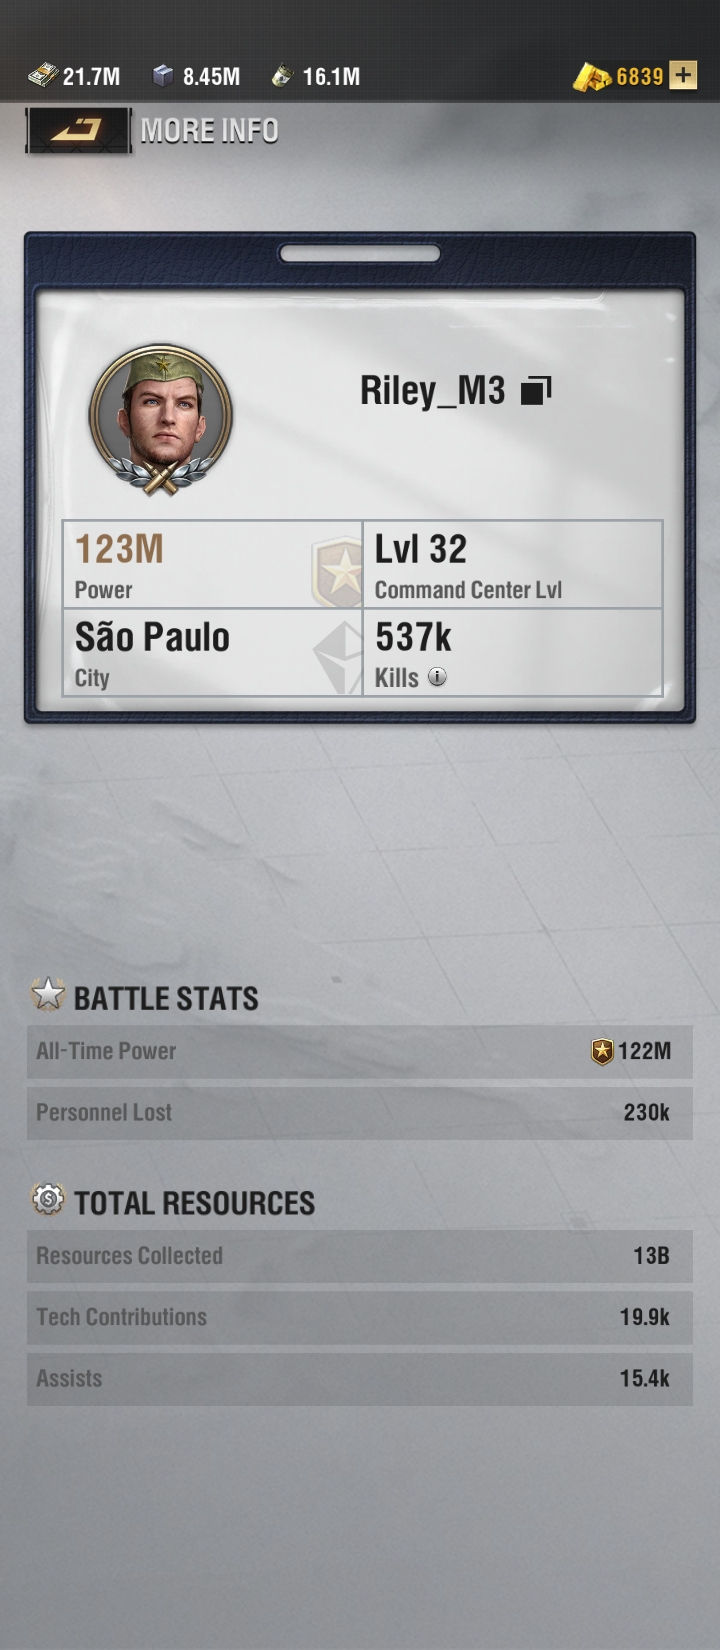 21.7M 8.45M 16.1M 6839 +
MORE INFO
Riley_M3
123M Lvl 32
Power Command Center Lvl
São Paulo 537k
City Kills i
BATTLE STATS
All-Time Power 122M
Personnel Lost 230k
TOTAL RESOURCES
Resources Collected 13B
Tech Contributions 19.9k
Assists 15.4k